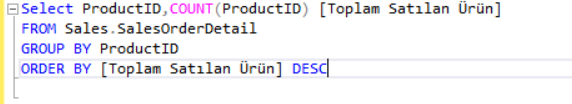 Select ProductID,COUNT(ProductID) [Toplam Satılan Ürün]
FROM Sales.SalesOrderDetail
GROUP BY ProductID
ORDER BY [Toplam Satılan Ürün] DESC